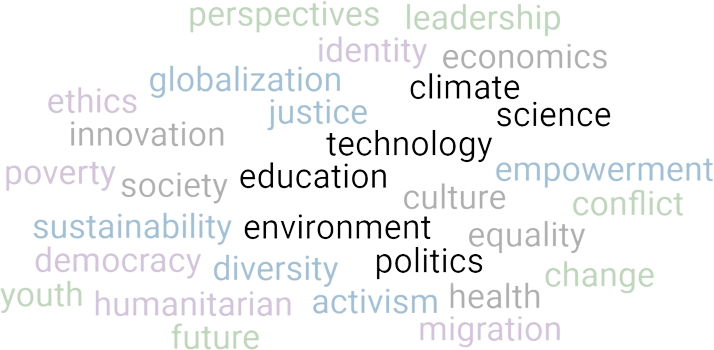 perspectives leadership
identity economics
globalization climate
ethics justice science
innovation technology
poverty society education empowerment
culture conflict
sustainability environment equality
democracy diversity politics change
youth humanitarian activism health
future migration